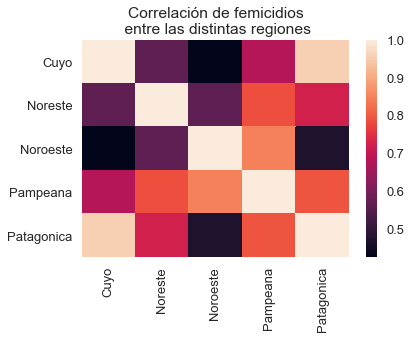 Correlación de femicidios
entre las distintas regiones
Cuyo
Noreste
Noroeste
Pampeana
Patagonica
Cuyo
Noreste
Noroeste
Pampeana
Patagonica
1.0
0.9
0.8
0.7
0.6
0.5